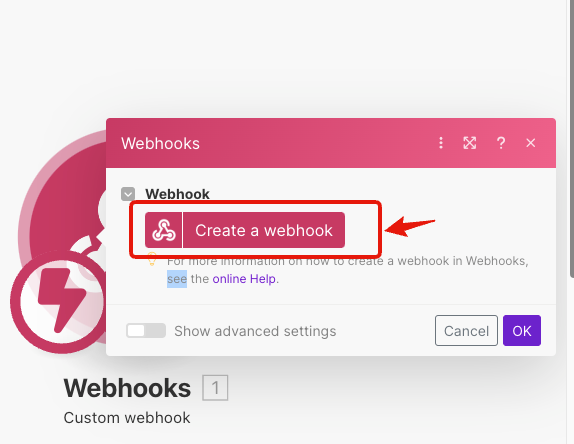 Webhooks
Webhook
Create a webhook
For more information on how to create a webhook in Webhooks,
see the online Help.
Show advanced settings
Cancel
OK
Webhooks 1
Custom webhook